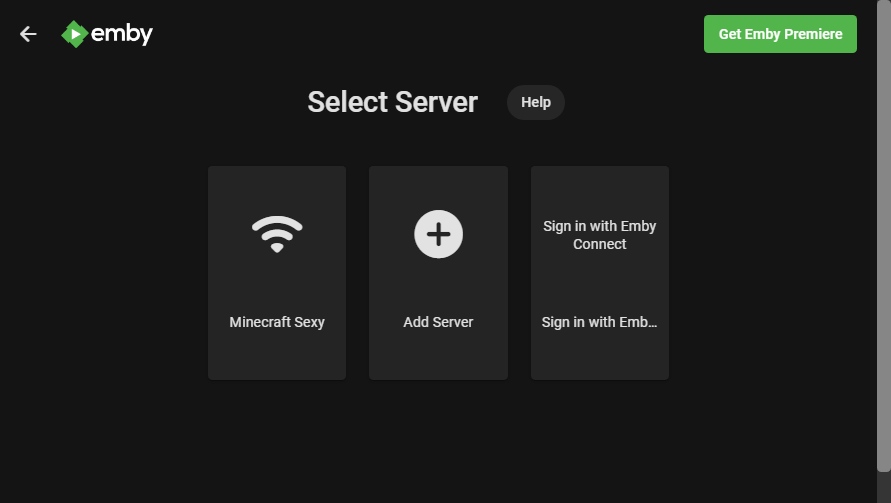 emby
Get Emby Premiere
Select Server
Help
Sign in with Emby
Connect
Minecraft Sexy
Add Server
Sign in with Emb...